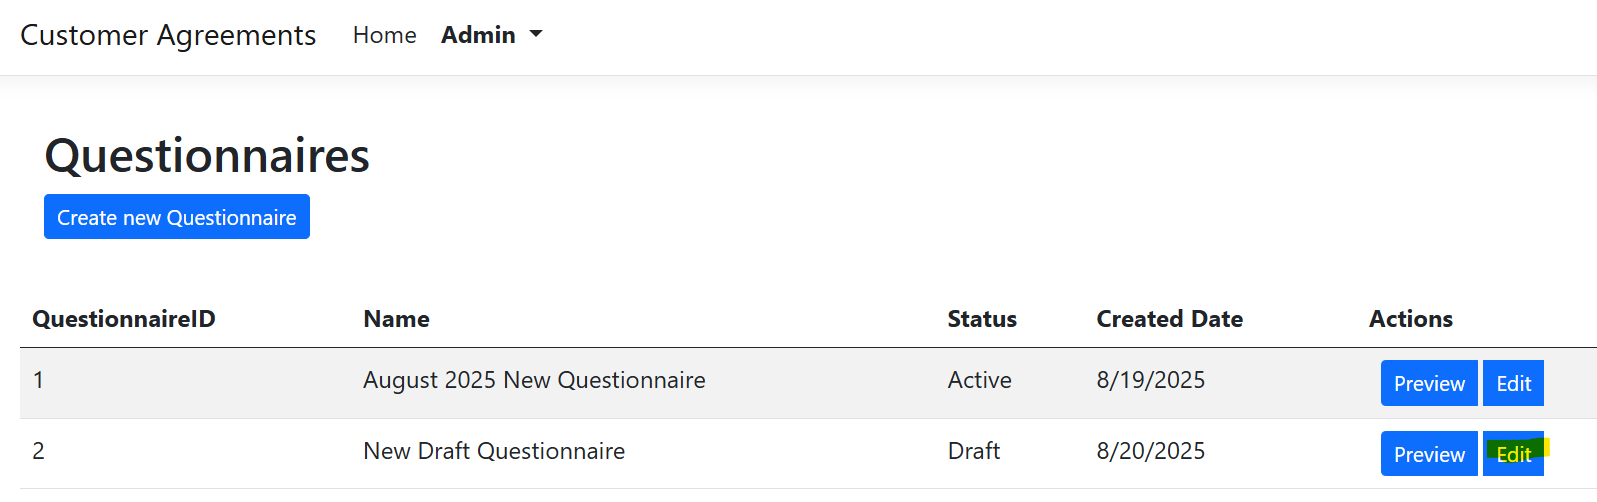 Customer Agreements Home Admin
Questionnaires
Create new Questionnaire
QuestionnaireID Name Status Created Date Actions
1 August 2025 New Questionnaire Active 8/19/2025 Preview Edit
2 New Draft Questionnaire Draft 8/20/2025 Preview Edit